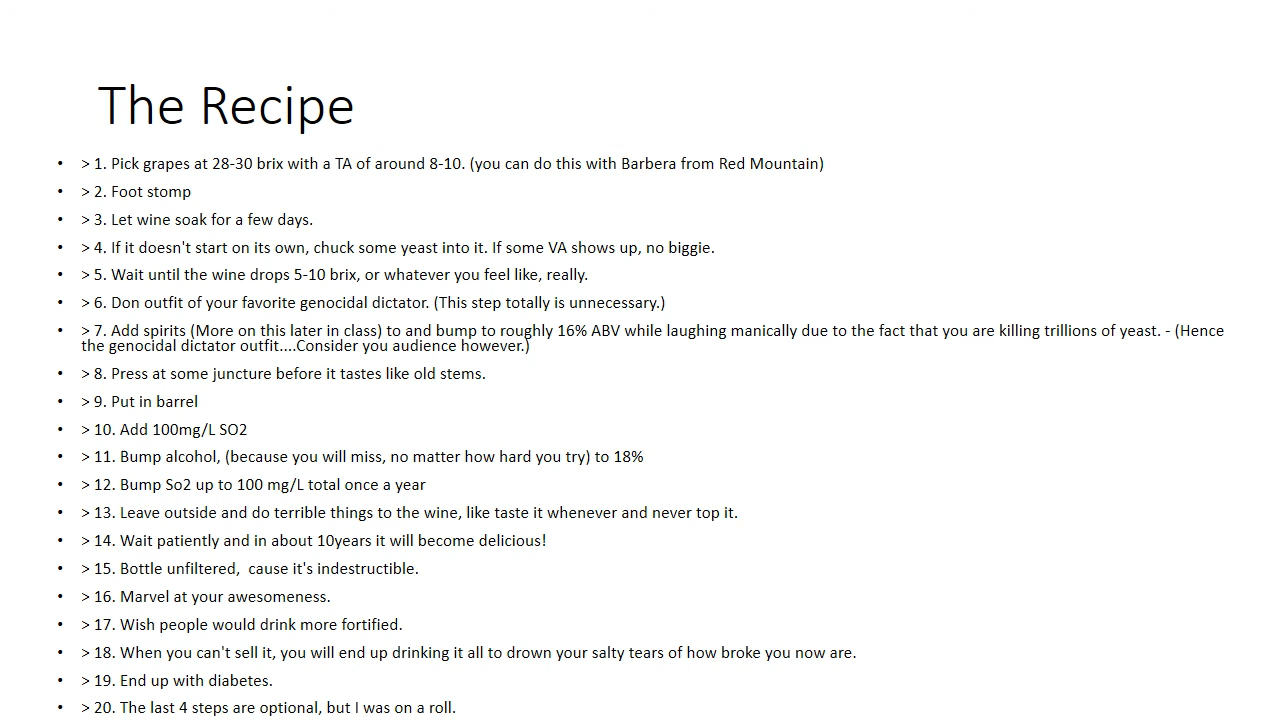 The Recipe
• > 1. Pick grapes at 28-30 brix with a TA of around 8-10. (you can do this with Barbera from Red Mountain)
• > 2. Foot stomp
• > 3. Let wine soak for a few days.
• > 4. If it doesn't start on its own, chuck some yeast into it. If some VA shows up, no biggie.
• > 5. Wait until the wine drops 5-10 brix, or whatever you feel like, really.
• > 6. Don outfit of your favorite genocidal dictator. (This step totally is unnecessary.)
• > 7. Add spirits (More on this later in class) to and bump to roughly 16% ABV while laughing manically due to the fact that you are killing trillions of yeast. - (Hence
the genocidal dictator outfit....Consider you audience however.)
• > 8. Press at some juncture before it tastes like old stems.
• > 9. Put in barrel
• > 10. Add 100mg/L SO2
• > 11. Bump alcohol, (because you will miss, no matter how hard you try) to 18%
• > 12. Bump So2 up to 100 mg/L total once a year
• > 13. Leave outside and do terrible things to the wine, like taste it whenever and never top it.
• > 14. Wait patiently and in about 10years it will become delicious!
• > 15. Bottle unfiltered,  cause it's indestructible.
• > 16. Marvel at your awesomeness.
• > 17. Wish people would drink more fortified.
• > 18. When you can't sell it, you will end up drinking it all to drown your salty tears of how broke you now are.
• > 19. End up with diabetes.
• > 20. The last 4 steps are optional, but I was on a roll.